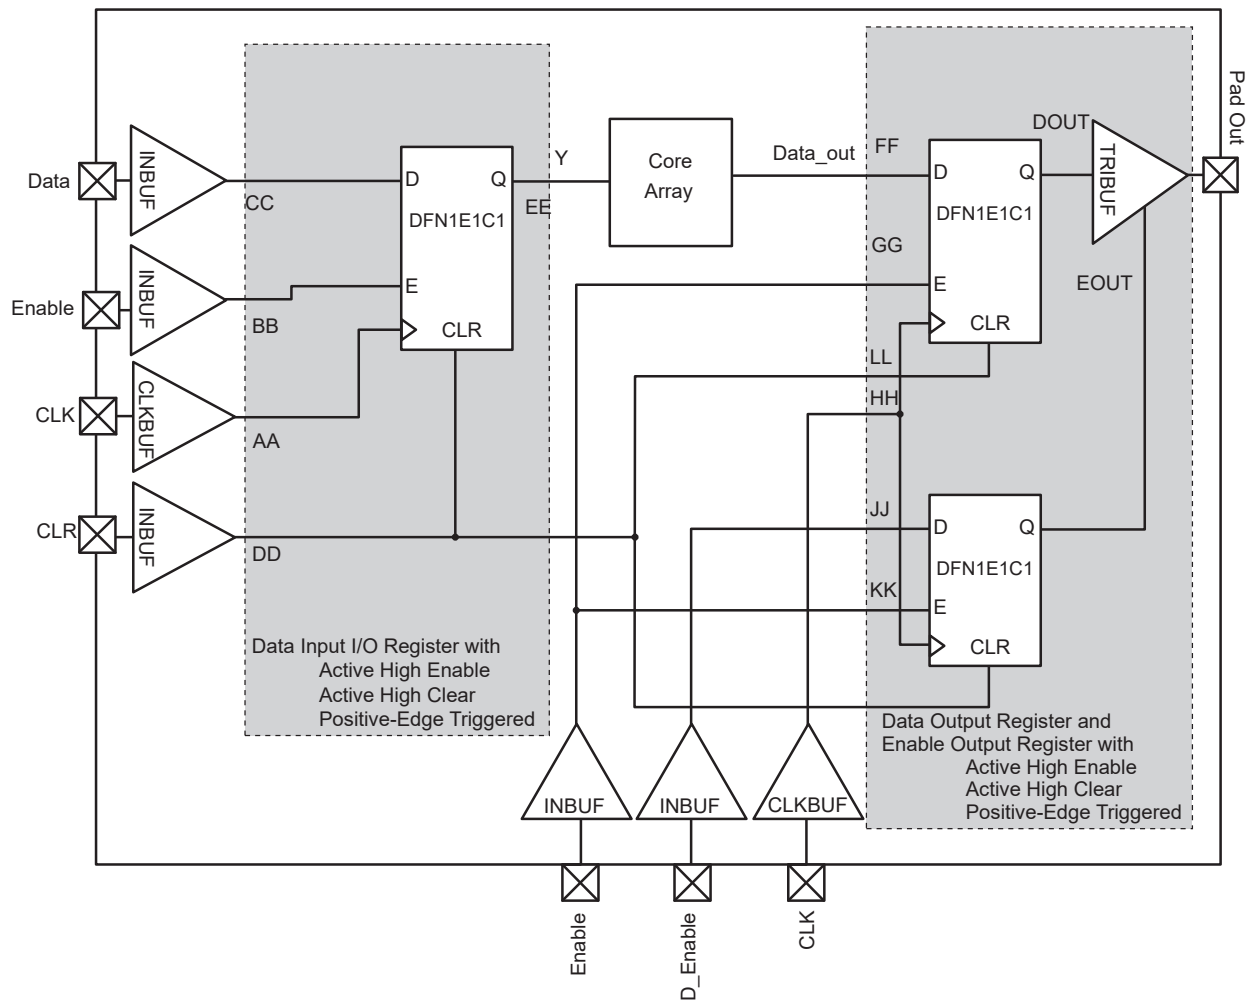 Pad Out
Data
INBUF
CC
D
Q
DFN1E1C1
E
CLR
Y
EE
Core
Array
Data_out
FF
D
Q
DFN1E1C1
E
CLR
DOUT
TRIBUF
GG
EOUT
Enable
INBUF
BB
CLK
CLKBUF
AA
LL
HH
CLR
INBUF
DD
JJ
D
Q
DFN1E1C1
KK
E
CLR
Data Input I/O Register with
Active High Enable
Active High Clear
Positive-Edge Triggered
Data Output Register and
Enable Output Register with
Active High Enable
Active High Clear
Positive-Edge Triggered
INBUF
INBUF
CLKBUF
Enable
D_Enable
CLK